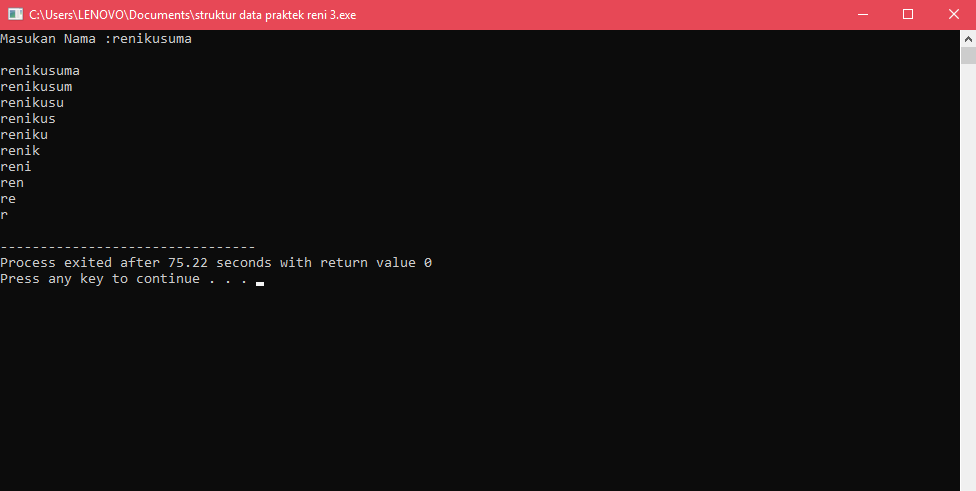 C:\Users\LENOVO\Documents\struktur data praktek reni 3.exe
Masukan Nama :renikusuma
renikusuma
renikusum
renikusu
renikus
reniku
renik
reni
ren
re
r
--------------------------------
Process exited after 75.22 seconds with return value 0
Press any key to continue . . .